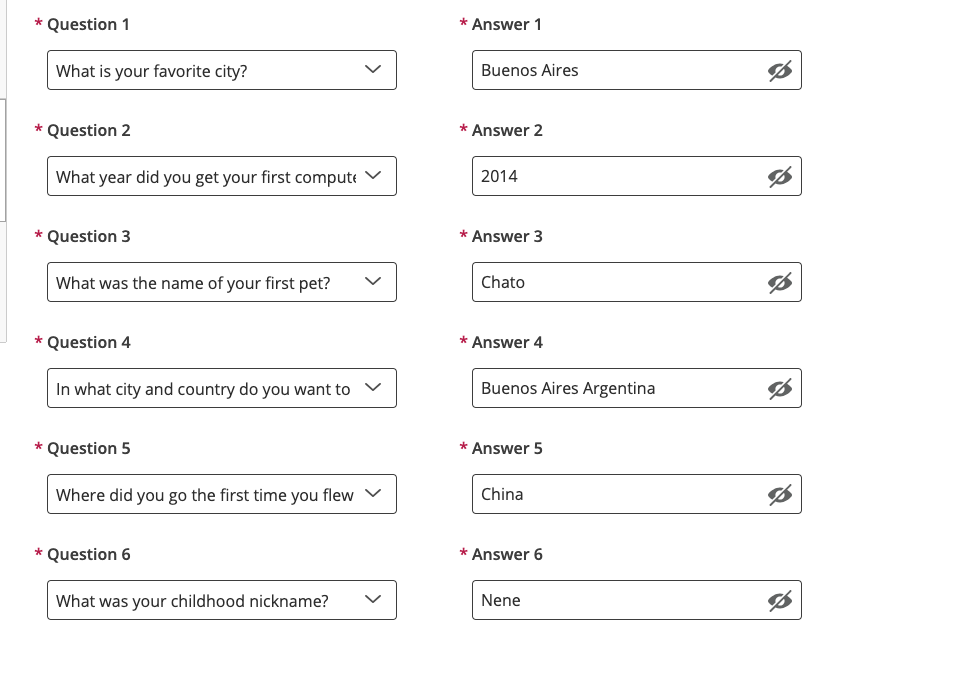 * Question 1
* Answer 1
What is your favorite city?
Buenos Aires
* Question 2
* Answer 2
What year did you get your first compute
2014
* Question 3
* Answer 3
What was the name of your first pet?
Chato
* Question 4
* Answer 4
In what city and country do you want to
Buenos Aires Argentina
* Question 5
* Answer 5
Where did you go the first time you flew
China
* Question 6
* Answer 6
What was your childhood nickname?
Nene